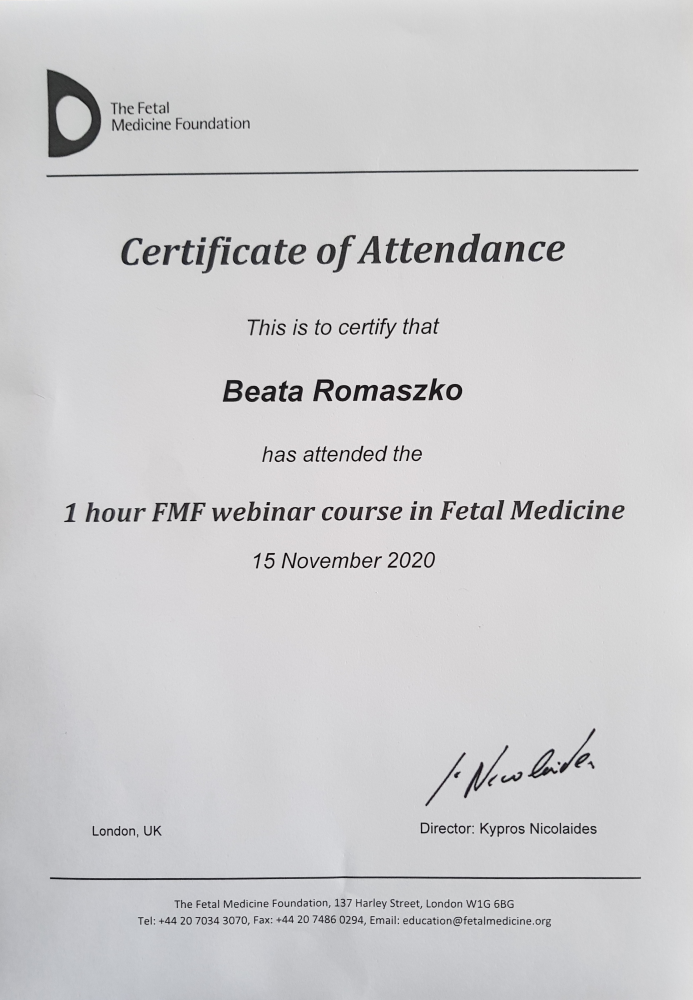 The Fetal
Medicine Foundation
Certificate of Attendance
This is to certify that
Beata Romaszko
has attended the
1 hour FMF webinar course in Fetal Medicine
15 November 2020
Nicolaides
London, UK
Director: Kypros Nicolaides
The Fetal Medicine Foundation, 137 Harley Street, London W1G 6BG
Tel: +44 20 7034 3070, Fax: +44 20 7486 0294, Email: education@fetalmedicine.org